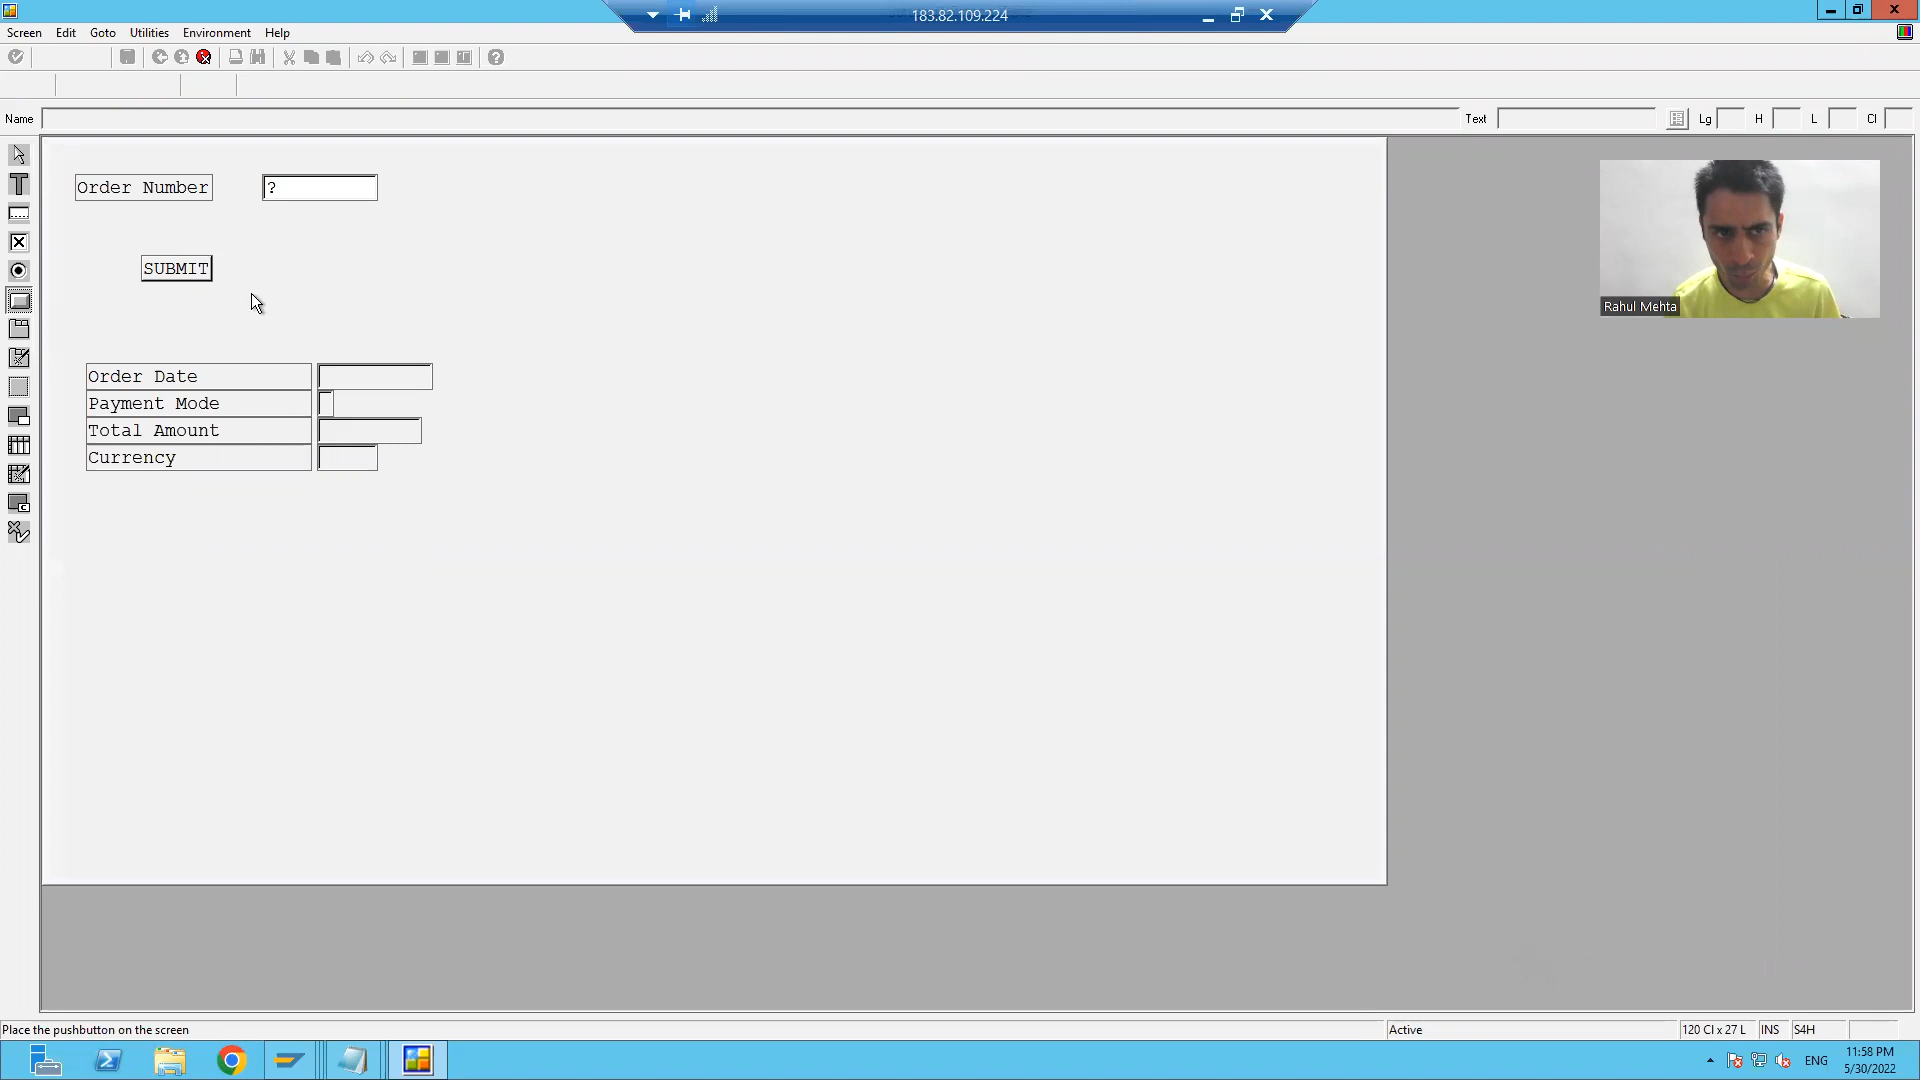 183.82.109.224
Screen Edit Goto Utilities Environment Help
Name Text Lg H L Cl
Order Number ?
SUBMIT
Rahul Mehta
Order Date
Payment Mode
Total Amount
Currency
Place the pushbutton on the screen Active 120 Cl x 27 L INS S4H
ENG 11:58 PM
5/30/2022